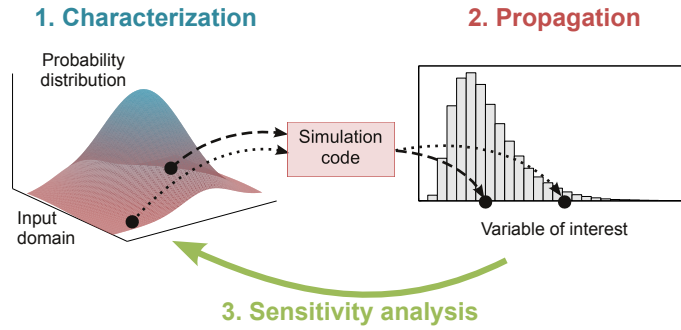 1. Characterization
2. Propagation
Probability
distribution
Simulation
code
Input
domain
Variable of interest
3. Sensitivity analysis